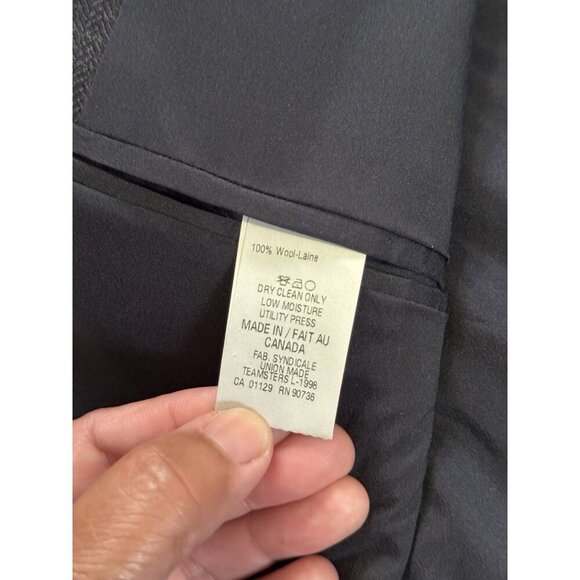 100% Wool-Laine
DRY CLEAN ONLY
LOW MOISTURE
UTILITY PRESS
MADE IN / FAIT AU
CANADA
FAB. SYNDICALE
UNION MADE
TEAMSTERS L-1998
CA 01129 RN 90736